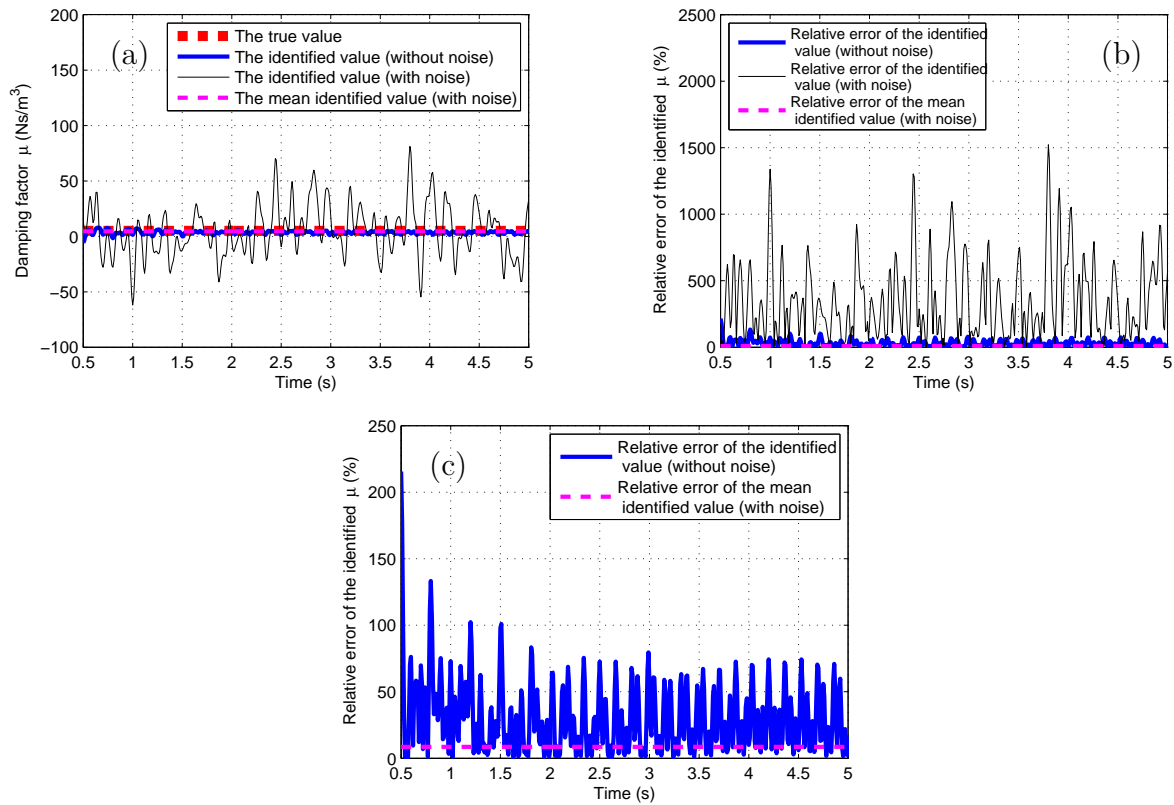 (a)
The true value
The identified value (without noise)
The identified value (with noise)
The mean identified value (with noise)
Damping factor μ (Ns/m³)
200
150
100
50
0
−50
−100
0.5 1 1.5 2 2.5 3 3.5 4 4.5 5
Time (s)
(b)
Relative error of the identified
value (without noise)
Relative error of the identified
value (with noise)
Relative error of the mean
identified value (with noise)
Relative error of the identified μ (%)
2500
2000
1500
1000
500
0
0.5 1 1.5 2 2.5 3 3.5 4 4.5 5
Time (s)
(c)
Relative error of the identified
value (without noise)
Relative error of the mean
identified value (with noise)
Relative error of the identified μ (%)
250
200
150
100
50
0
0.5 1 1.5 2 2.5 3 3.5 4 4.5 5
Time (s)